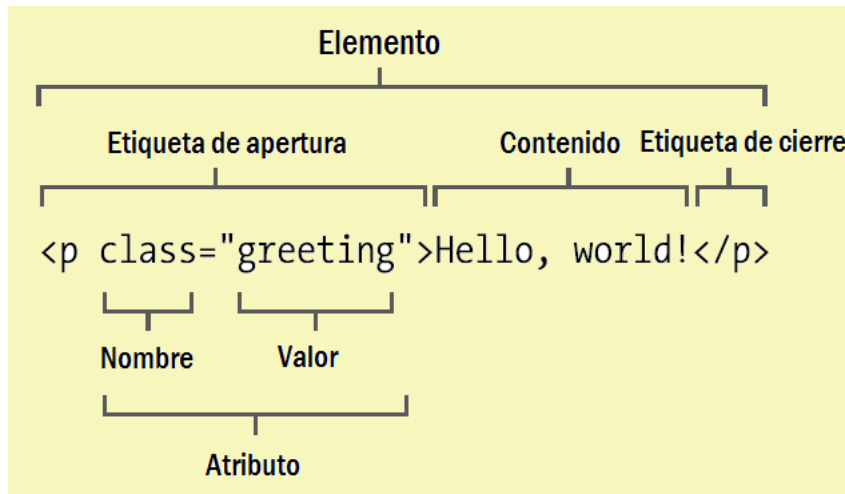 Elemento
Etiqueta de apertura Contenido Etiqueta de cierre
<p class="greeting">Hello, world!</p>
Nombre Valor
Atributo